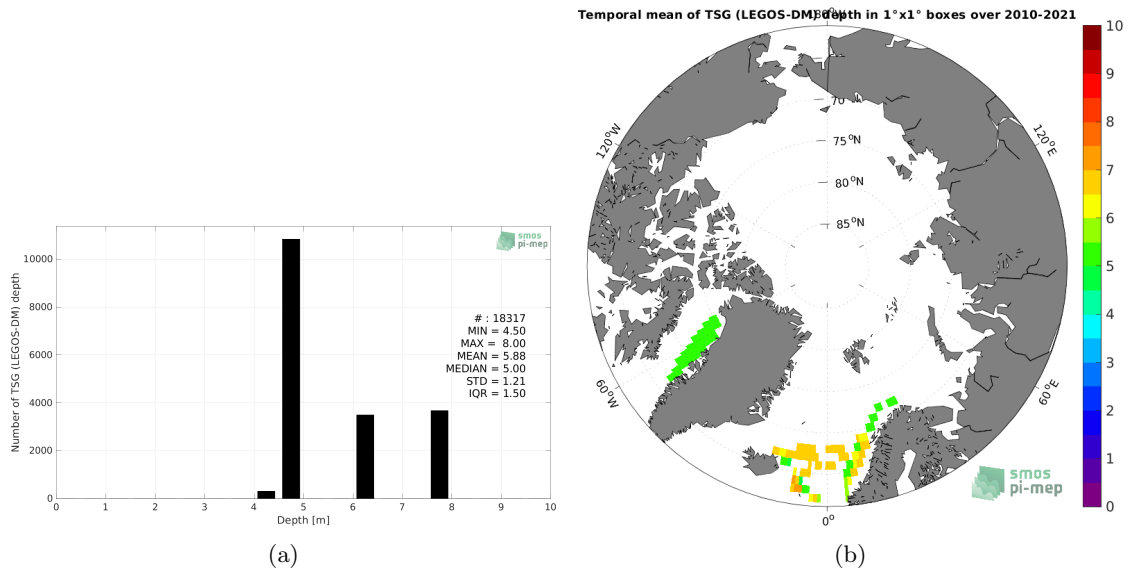 Number of TSG (LEGOS-DM) depth
10000
8000
6000
4000
2000
0
0 1 2 3 4 5 6 7 8 9 10
Depth [m]
smos
pi-mep
# : 18317
MIN = 4.50
MAX = 8.00
MEAN = 5.88
MEDIAN = 5.00
STD = 1.21
IQR = 1.50
(a)
Temporal mean of TSG (LEGOS-DM) depth in 1°x1° boxes over 2010-2021
180°W
120°W
120°E
60°W
60°E
0°
70
75°N
80°N
85°N
smos
pi-mep
10
9
8
7
6
5
4
3
2
1
0
(b)